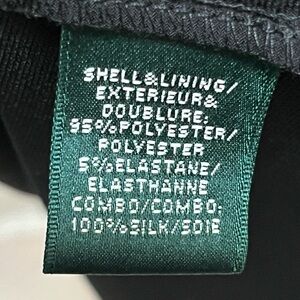 SHELL&LINING/
EXTERIEUR&
DOUBLURE:
95%POLYESTER/
POLYESTER
5%ELASTANE/
ELASTHANNE
COMBO/COMBO:
100%SILK/SOIE